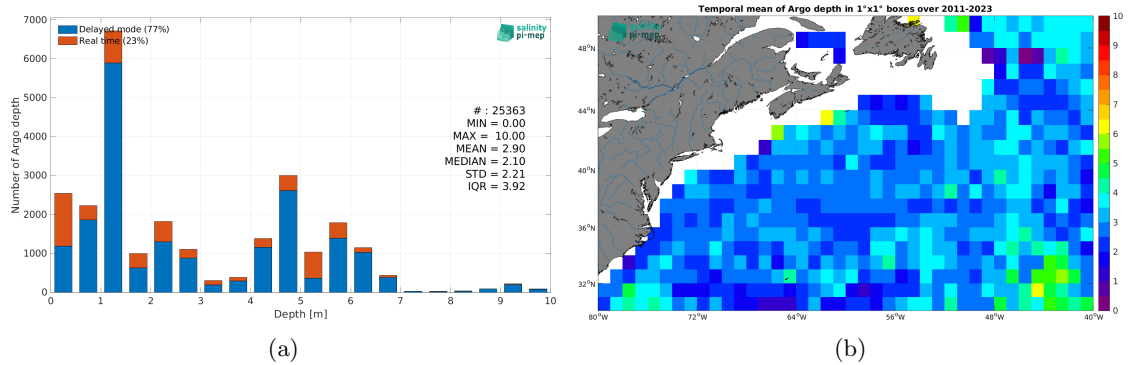 Delayed mode (77%)
Real time (23%)
salinity
pi-mep
# : 25363
MIN = 0.00
MAX = 10.00
MEAN = 2.90
MEDIAN = 2.10
STD = 2.21
IQR = 3.92
Number of Argo depth
7000
6000
5000
4000
3000
2000
1000
0
0 1 2 3 4 5 6 7 8 9 10
Depth [m]
(a)
Temporal mean of Argo depth in 1°x1° boxes over 2011-2023
salinity
pi-mep
48°N
44°N
40°N
36°N
32°N
80°W 72°W 64°W 56°W 48°W 40°W
10
9
8
7
6
5
4
3
2
1
0
(b)